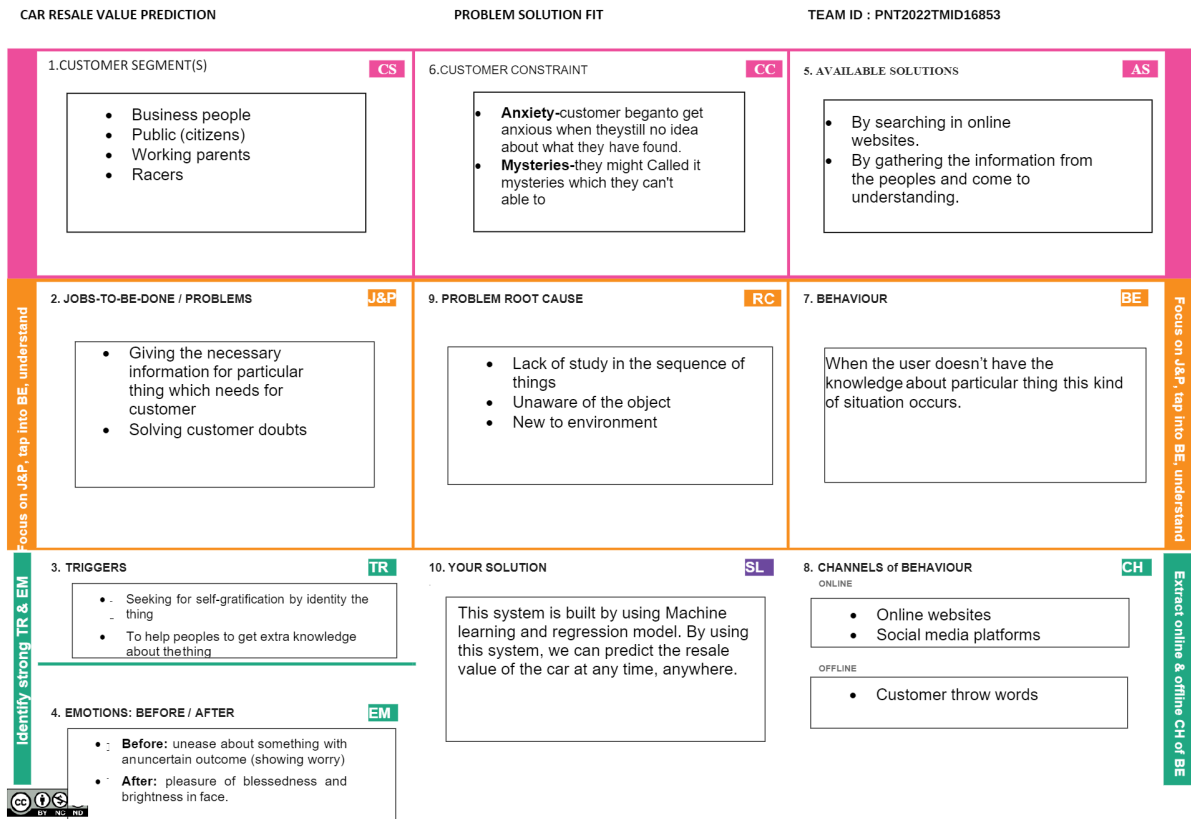 CAR RESALE VALUE PREDICTION
PROBLEM SOLUTION FIT
TEAM ID : PNT2022TMID16853
1.CUSTOMER SEGMENT(S)
CS
• Business people
• Public (citizens)
• Working parents
• Racers
6.CUSTOMER CONSTRAINT
CC
• Anxiety-customer beganto get
anxious when theystill no idea
about what they have found.
• Mysteries-they might Called it
mysteries which they can't
able to
5. AVAILABLE SOLUTIONS
AS
• By searching in online
websites.
• By gathering the information from
the peoples and come to
understanding.
Focus on J&P, tap into BE, understand
2. JOBS-TO-BE-DONE / PROBLEMS
J&P
• Giving the necessary
information for particular
thing which needs for
customer
• Solving customer doubts
9. PROBLEM ROOT CAUSE
RC
• Lack of study in the sequence of
things
• Unaware of the object
• New to environment
7. BEHAVIOUR
BE
When the user doesn’t have the
knowledge about particular thing this kind
of situation occurs.
Focus on J&P, tap into BE, understand
Identify strong TR & EM
3. TRIGGERS
TR
• Seeking for self-gratification by identity the
thing
• To help peoples to get extra knowledge
about thething
4. EMOTIONS: BEFORE / AFTER
EM
• Before: unease about something with
anuncertain outcome (showing worry)
• After: pleasure of blessedness and
brightness in face.
10. YOUR SOLUTION
SL
This system is built by using Machine
learning and regression model. By using
this system, we can predict the resale
value of the car at any time, anywhere.
8. CHANNELS of BEHAVIOUR
CH
ONLINE
• Online websites
• Social media platforms
OFFLINE
• Customer throw words
Extract online & offline CH of BE
cc
BY NC ND